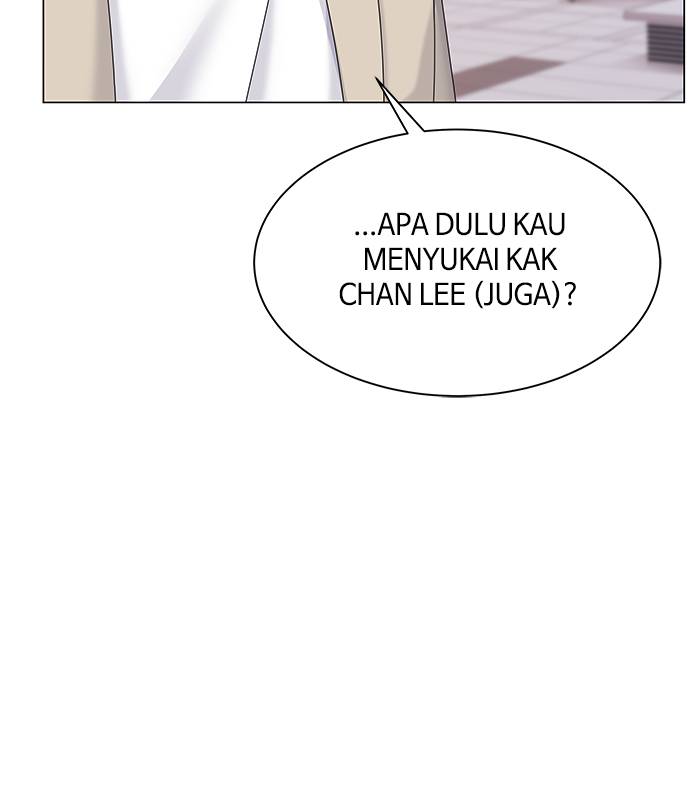 ...APA DULU KAU
MENYUKAI KAK
CHAN LEE (JUGA)?